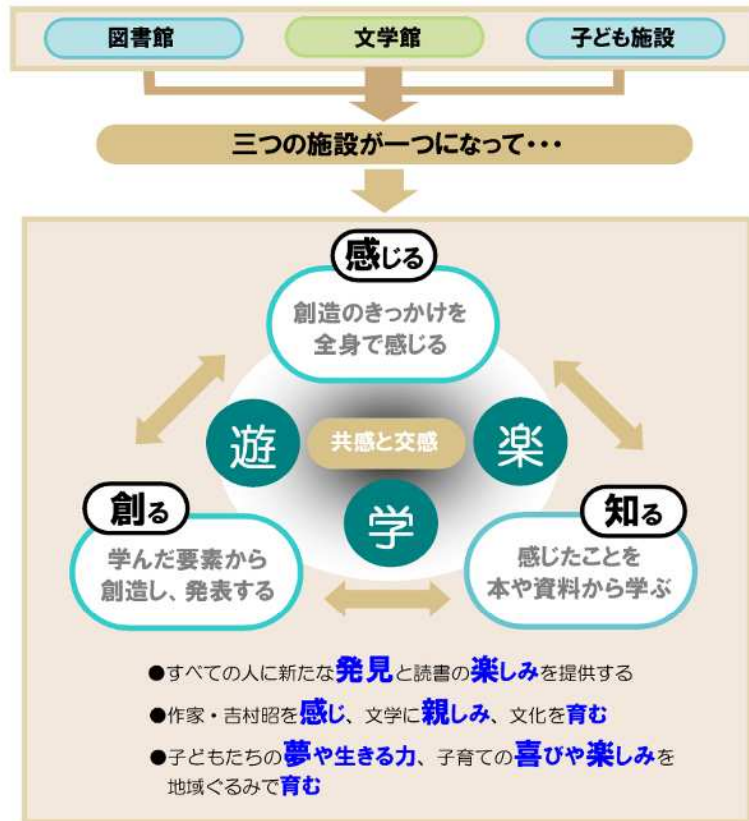 図書館
文学館
子ども施設
三つの施設が一つになって・・・
感じる
創造のきっかけを
全身で感じる
遊
共感と交感
楽
学
創る
学んだ要素から
創造し、発表する
知る
感じたことを
本や資料から学ぶ
●すべての人に新たな発見と読書の楽しみを提供する
●作家・吉村昭を感じ、文学に親しみ、文化を育む
●子どもたちの夢や生きる力、子育ての喜びや楽しみを
地域ぐるみで育む